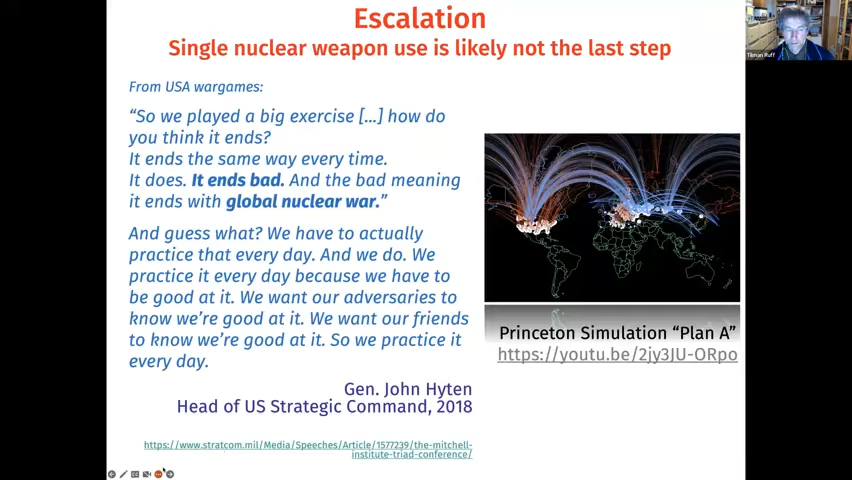 Escalation
Single nuclear weapon use is likely not the last step
From USA wargames:
“So we played a big exercise [...] how do
you think it ends?
It ends the same way every time.
It does. It ends bad. And the bad meaning
it ends with global nuclear war.”
And guess what? We have to actually
practice that every day. And we do. We
practice it every day because we have to
be good at it. We want our adversaries to
know we’re good at it. We want our friends
to know we’re good at it. So we practice it
every day.
Gen. John Hyten
Head of US Strategic Command, 2018
https://www.stratcom.mil/Media/Speeches/Article/1577239/the-mitchell-
institute-triad-conference/
Princeton Simulation “Plan A”
https://youtu.be/2jy3JU-ORpo
Tilman Ruff